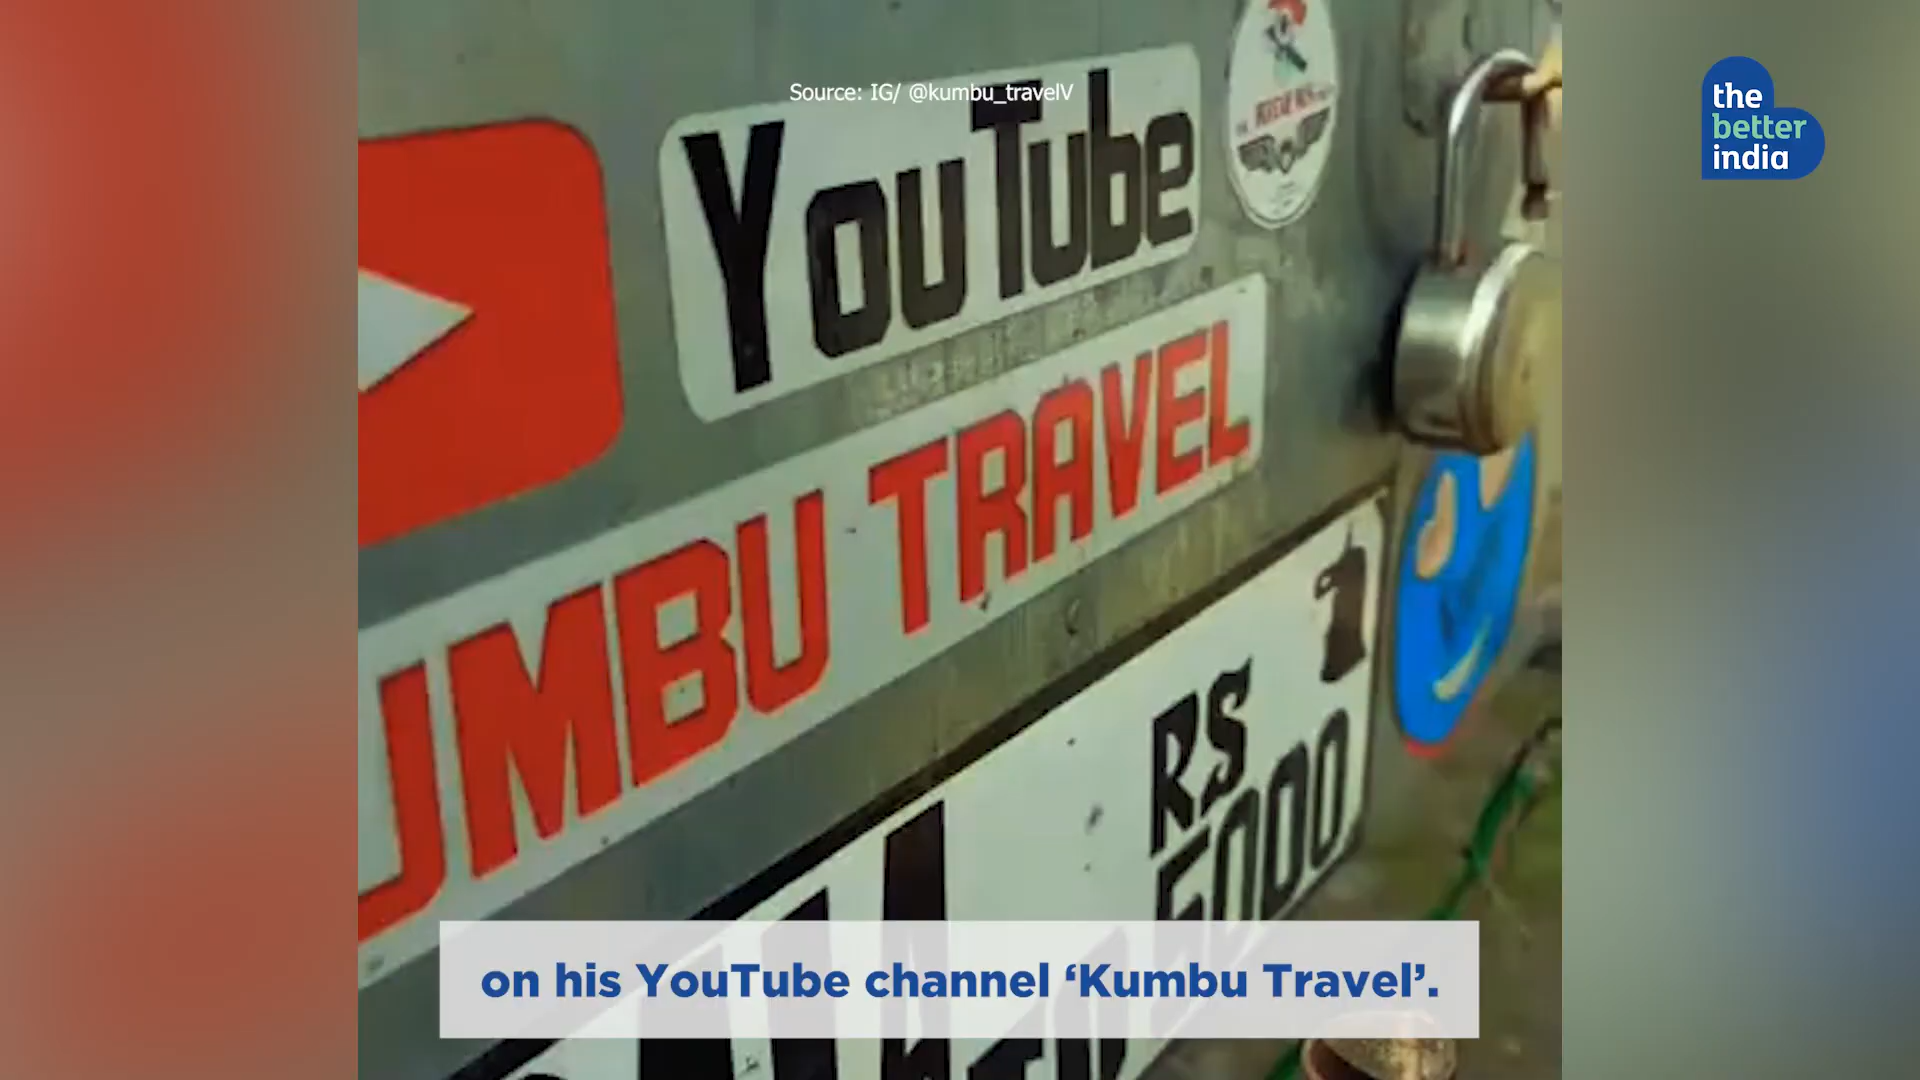 Source: IG/ @kumbu_travelV
the
better
india
YouTube
UMBU TRAVEL
RS
5000
on his YouTube channel ‘Kumbu Travel’.